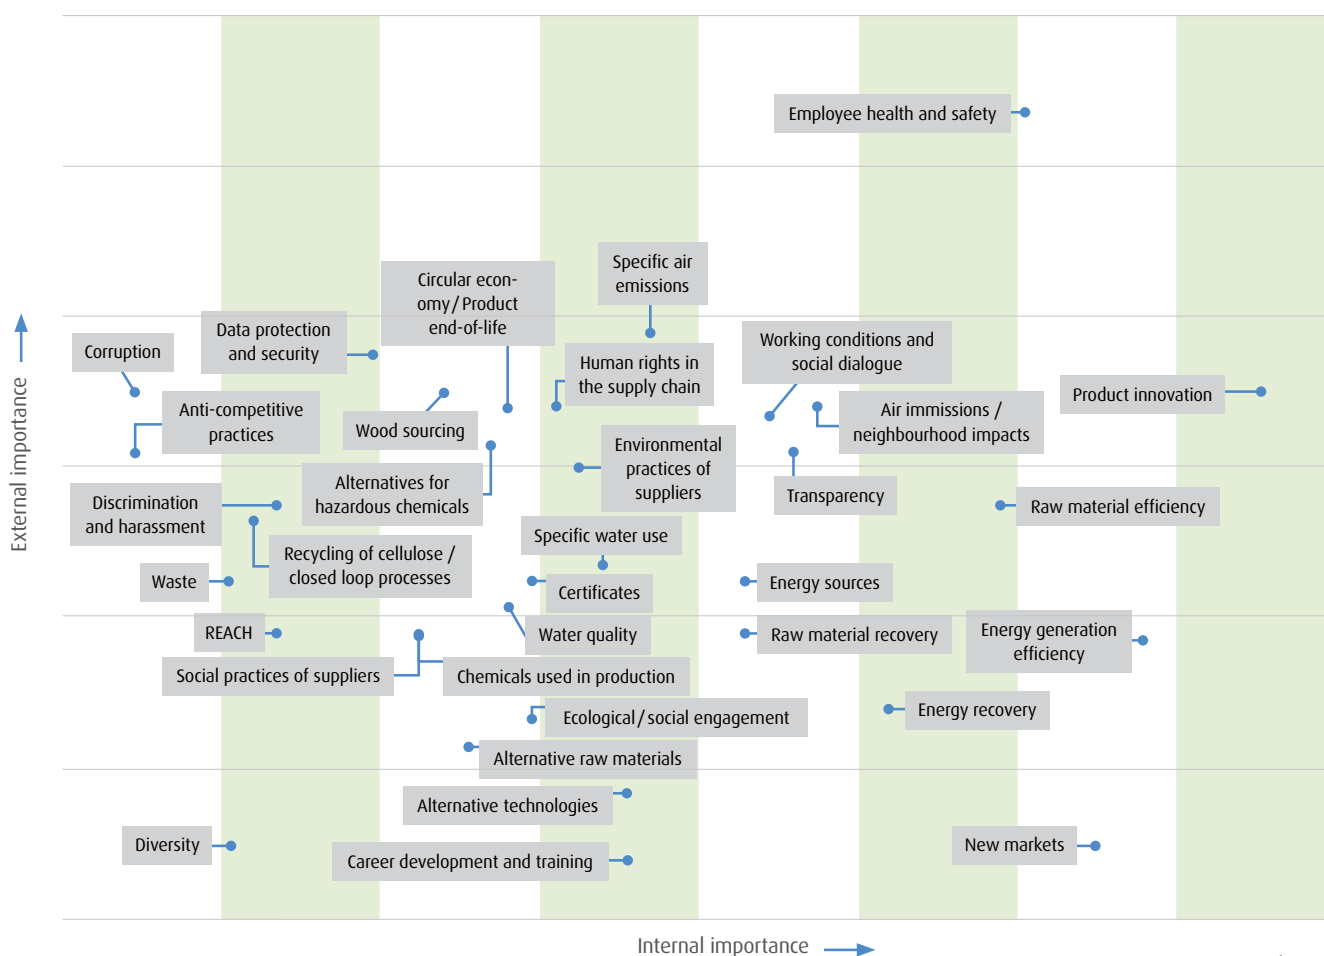 Employee health and safety
Specific air
emissions
Circular econ-
omy / Product
end-of-life
Data protection
and security
Corruption
Working conditions and
social dialogue
Human rights in
the supply chain
Product innovation
Anti-competitive
practices
Wood sourcing
Air immissions /
neighbourhood impacts
Environmental
practices of
suppliers
Alternatives for
hazardous chemicals
Transparency
Discrimination
and harassment
Raw material efficiency
Specific water use
Recycling of cellulose /
closed loop processes
Waste
Certificates
Energy sources
REACH
Water quality
Raw material recovery
Energy generation
efficiency
Social practices of suppliers
Chemicals used in production
Ecological / social engagement
Energy recovery
Alternative raw materials
Alternative technologies
Diversity
Career development and training
New markets
External importance
Internal importance